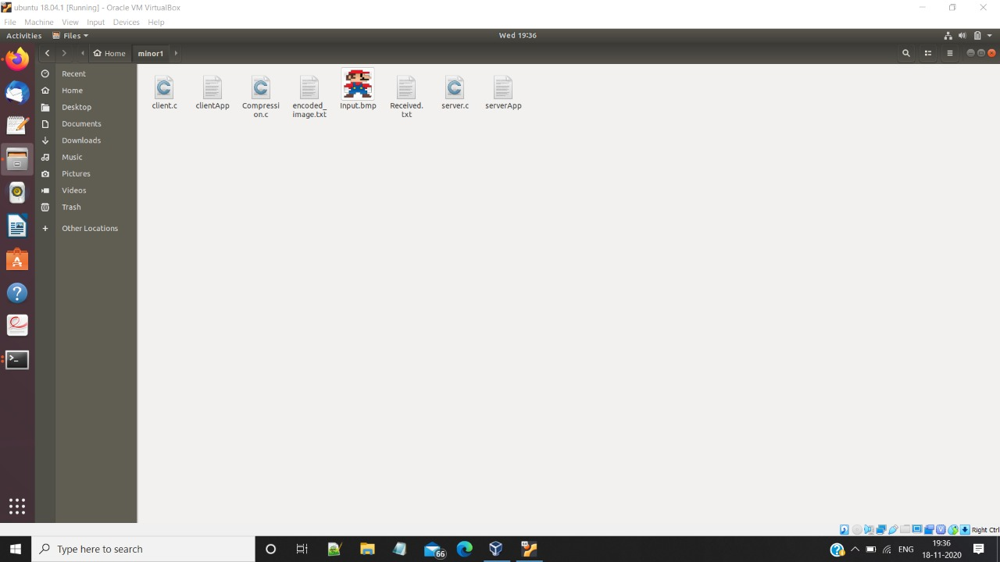 ubuntu 18.04.1 [Running] - Oracle VM VirtualBox
File Machine View Input Devices Help
Activities Files Wed 19:36
Home minor1
Recent
Home
Desktop
Documents
Downloads
Music
Pictures
Videos
Trash
Other Locations
client.c clientApp Compressi encoded_ Input.bmp Received. server.c serverApp
on.c image.txt txt
Right Ctrl
Type here to search
66
ENG
19:36
18-11-2020